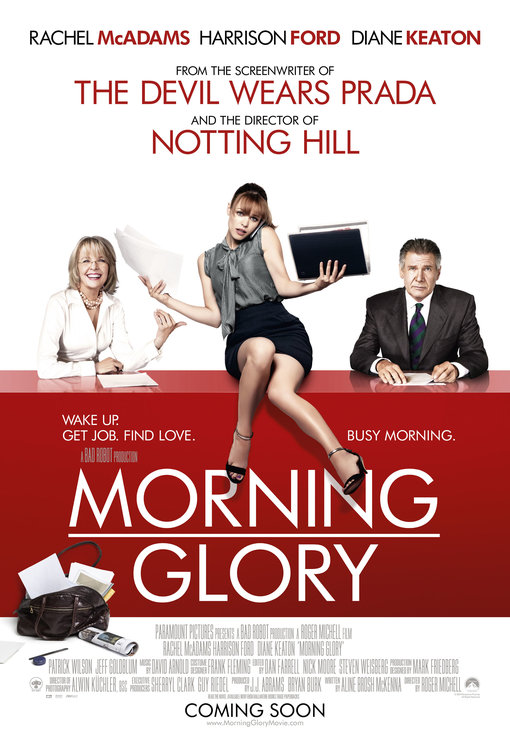 RACHEL McADAMS HARRISON FORD DIANE KEATON
FROM THE SCREENWRITER OF
THE DEVIL WEARS PRADA
AND THE DIRECTOR OF
NOTTING HILL
WAKE UP.
GET JOB. FIND LOVE. BUSY MORNING.
A BAD ROBOT PRODUCTION
MORNING
GLORY
PARAMOUNT PICTURES PRESENTS A BAD ROBOT PRODUCTION A ROGER MICHELL FILM
RACHEL McADAMS HARRISON FORD DIANE KEATON "MORNING GLORY"
PATRICK WILSON JEFF GOLDBLUM MUSIC BY DAVID ARNOLD COSTUME DESIGNER FRANK FLEMING EDITED BY DAN FARRELL NICK MOORE STEVEN WEISBERG PRODUCTION DESIGNED BY MARK FRIEDBERG
DIRECTOR OF PHOTOGRAPHY ALWIN KÜCHLER, BSC EXECUTIVE PRODUCERS SHERRYL CLARK GUY RIEDEL PRODUCED BY J.J. ABRAMS BRYAN BURK WRITTEN BY ALINE BROSH McKENNA DIRECTED BY ROGER MICHELL
COMING SOON
www.MorningGloryMovie.com